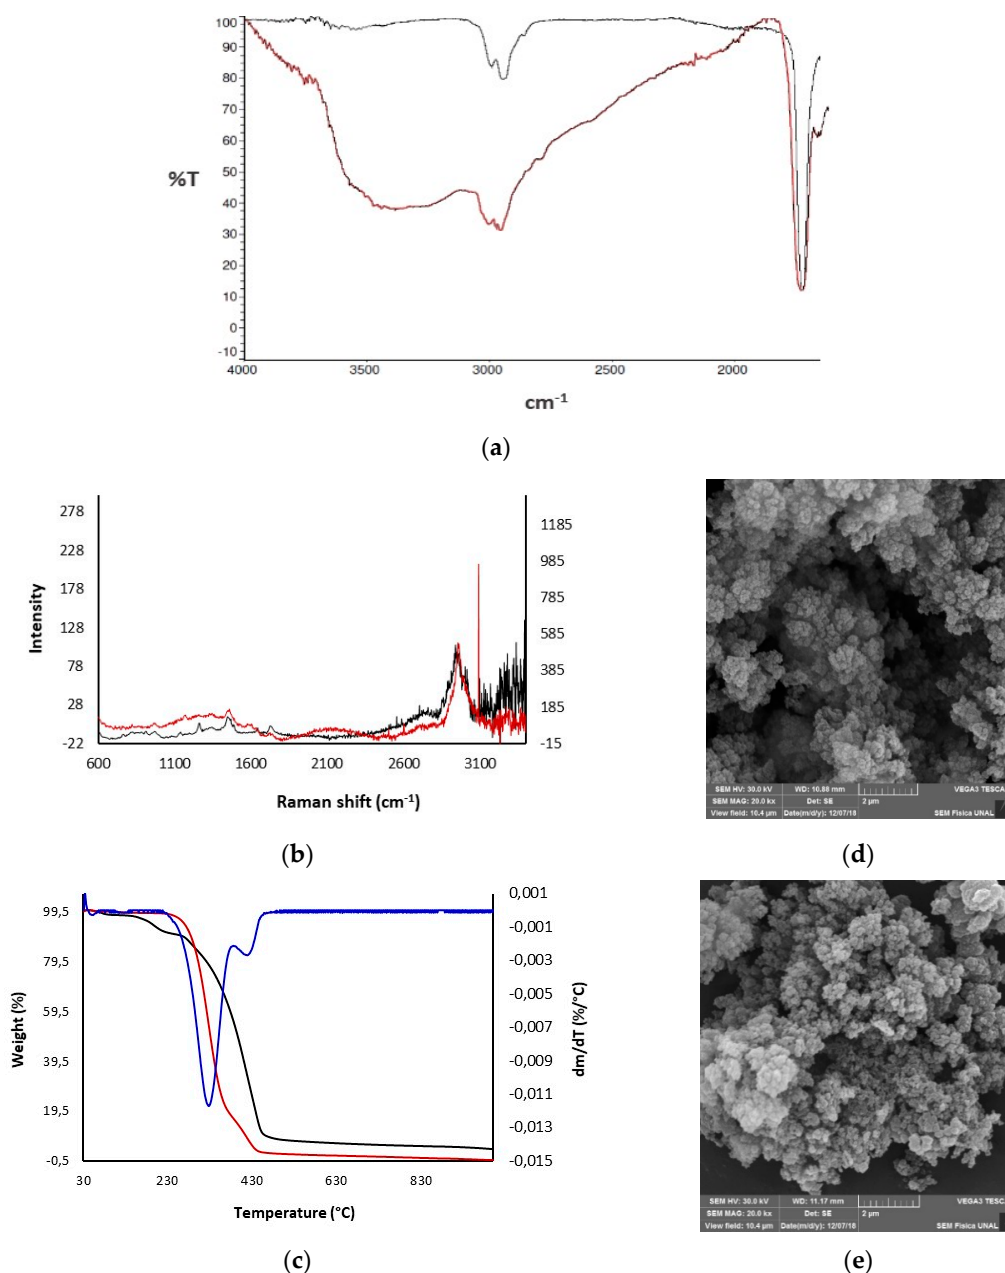 100
90
80
70
60
50
40
30
20
10
0
-10
%T
4000 3500 3000 2500 2000
cm-1
(a)
278
228
178
128
78
28
-22
Intensity
1185
985
785
585
385
185
-15
600 1100 1600 2100 2600 3100
Raman shift (cm-1)
(b)
SEM HV: 30.0 kV WD: 10.88 mm VEGA3 TESCA
SEM MAG: 20.0 kx Det: SE 2 µm
View field: 10.4 µm Date(m/d/y): 12/07/18 SEM Fisica UNAL
(d)
99,5
79,5
59,5
39,5
19,5
-0,5
Weight (%)
0,001
-0,001
-0,003
-0,005
-0,007
-0,009
-0,011
-0,013
-0,015
dm/dT (%/°C)
30 230 430 630 830
Temperature (°C)
(c)
SEM HV: 30.0 kV WD: 11.17 mm VEGA3 TESCA
SEM MAG: 20.0 kx Det: SE 2 µm
View field: 10.4 µm Date(m/d/y): 12/07/18 SEM Fisica UNAL
(e)